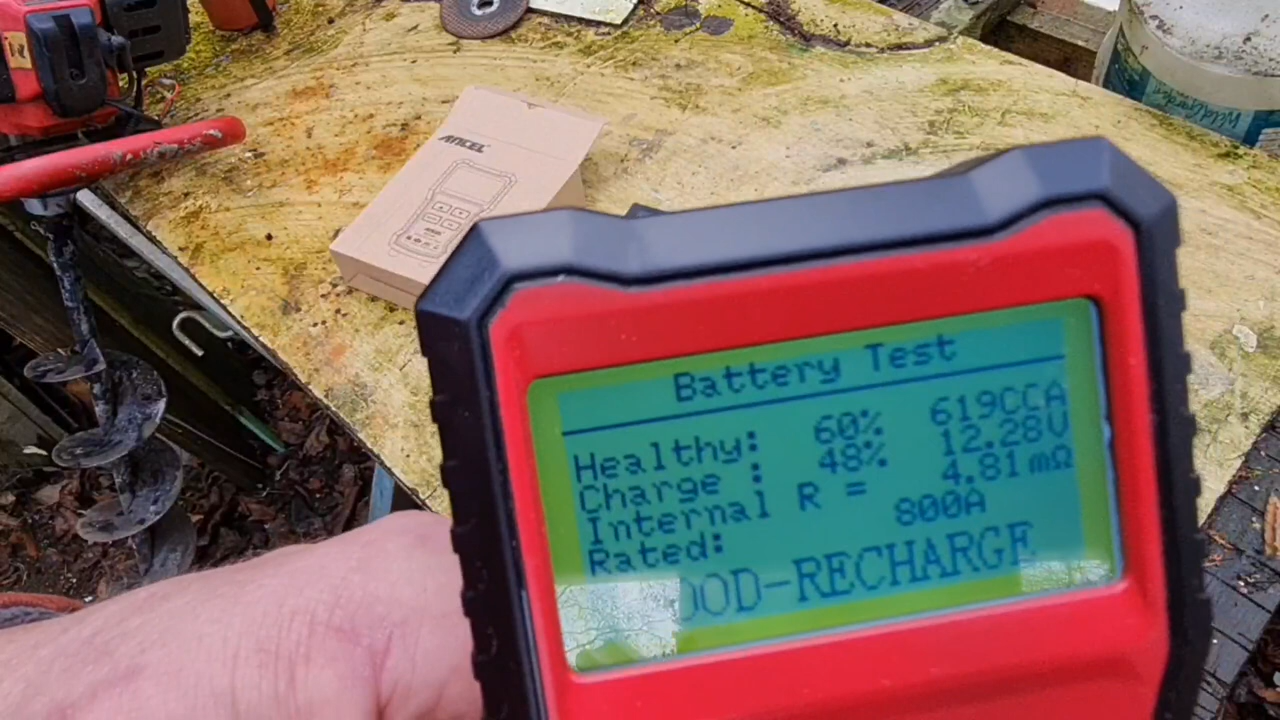 ANCEL
Battery Test
Healthy: 60% 619CCA
Charge : 48% 12.28V
Internal R = 4.81mΩ
Rated: 800A
OOD-RECHARGE